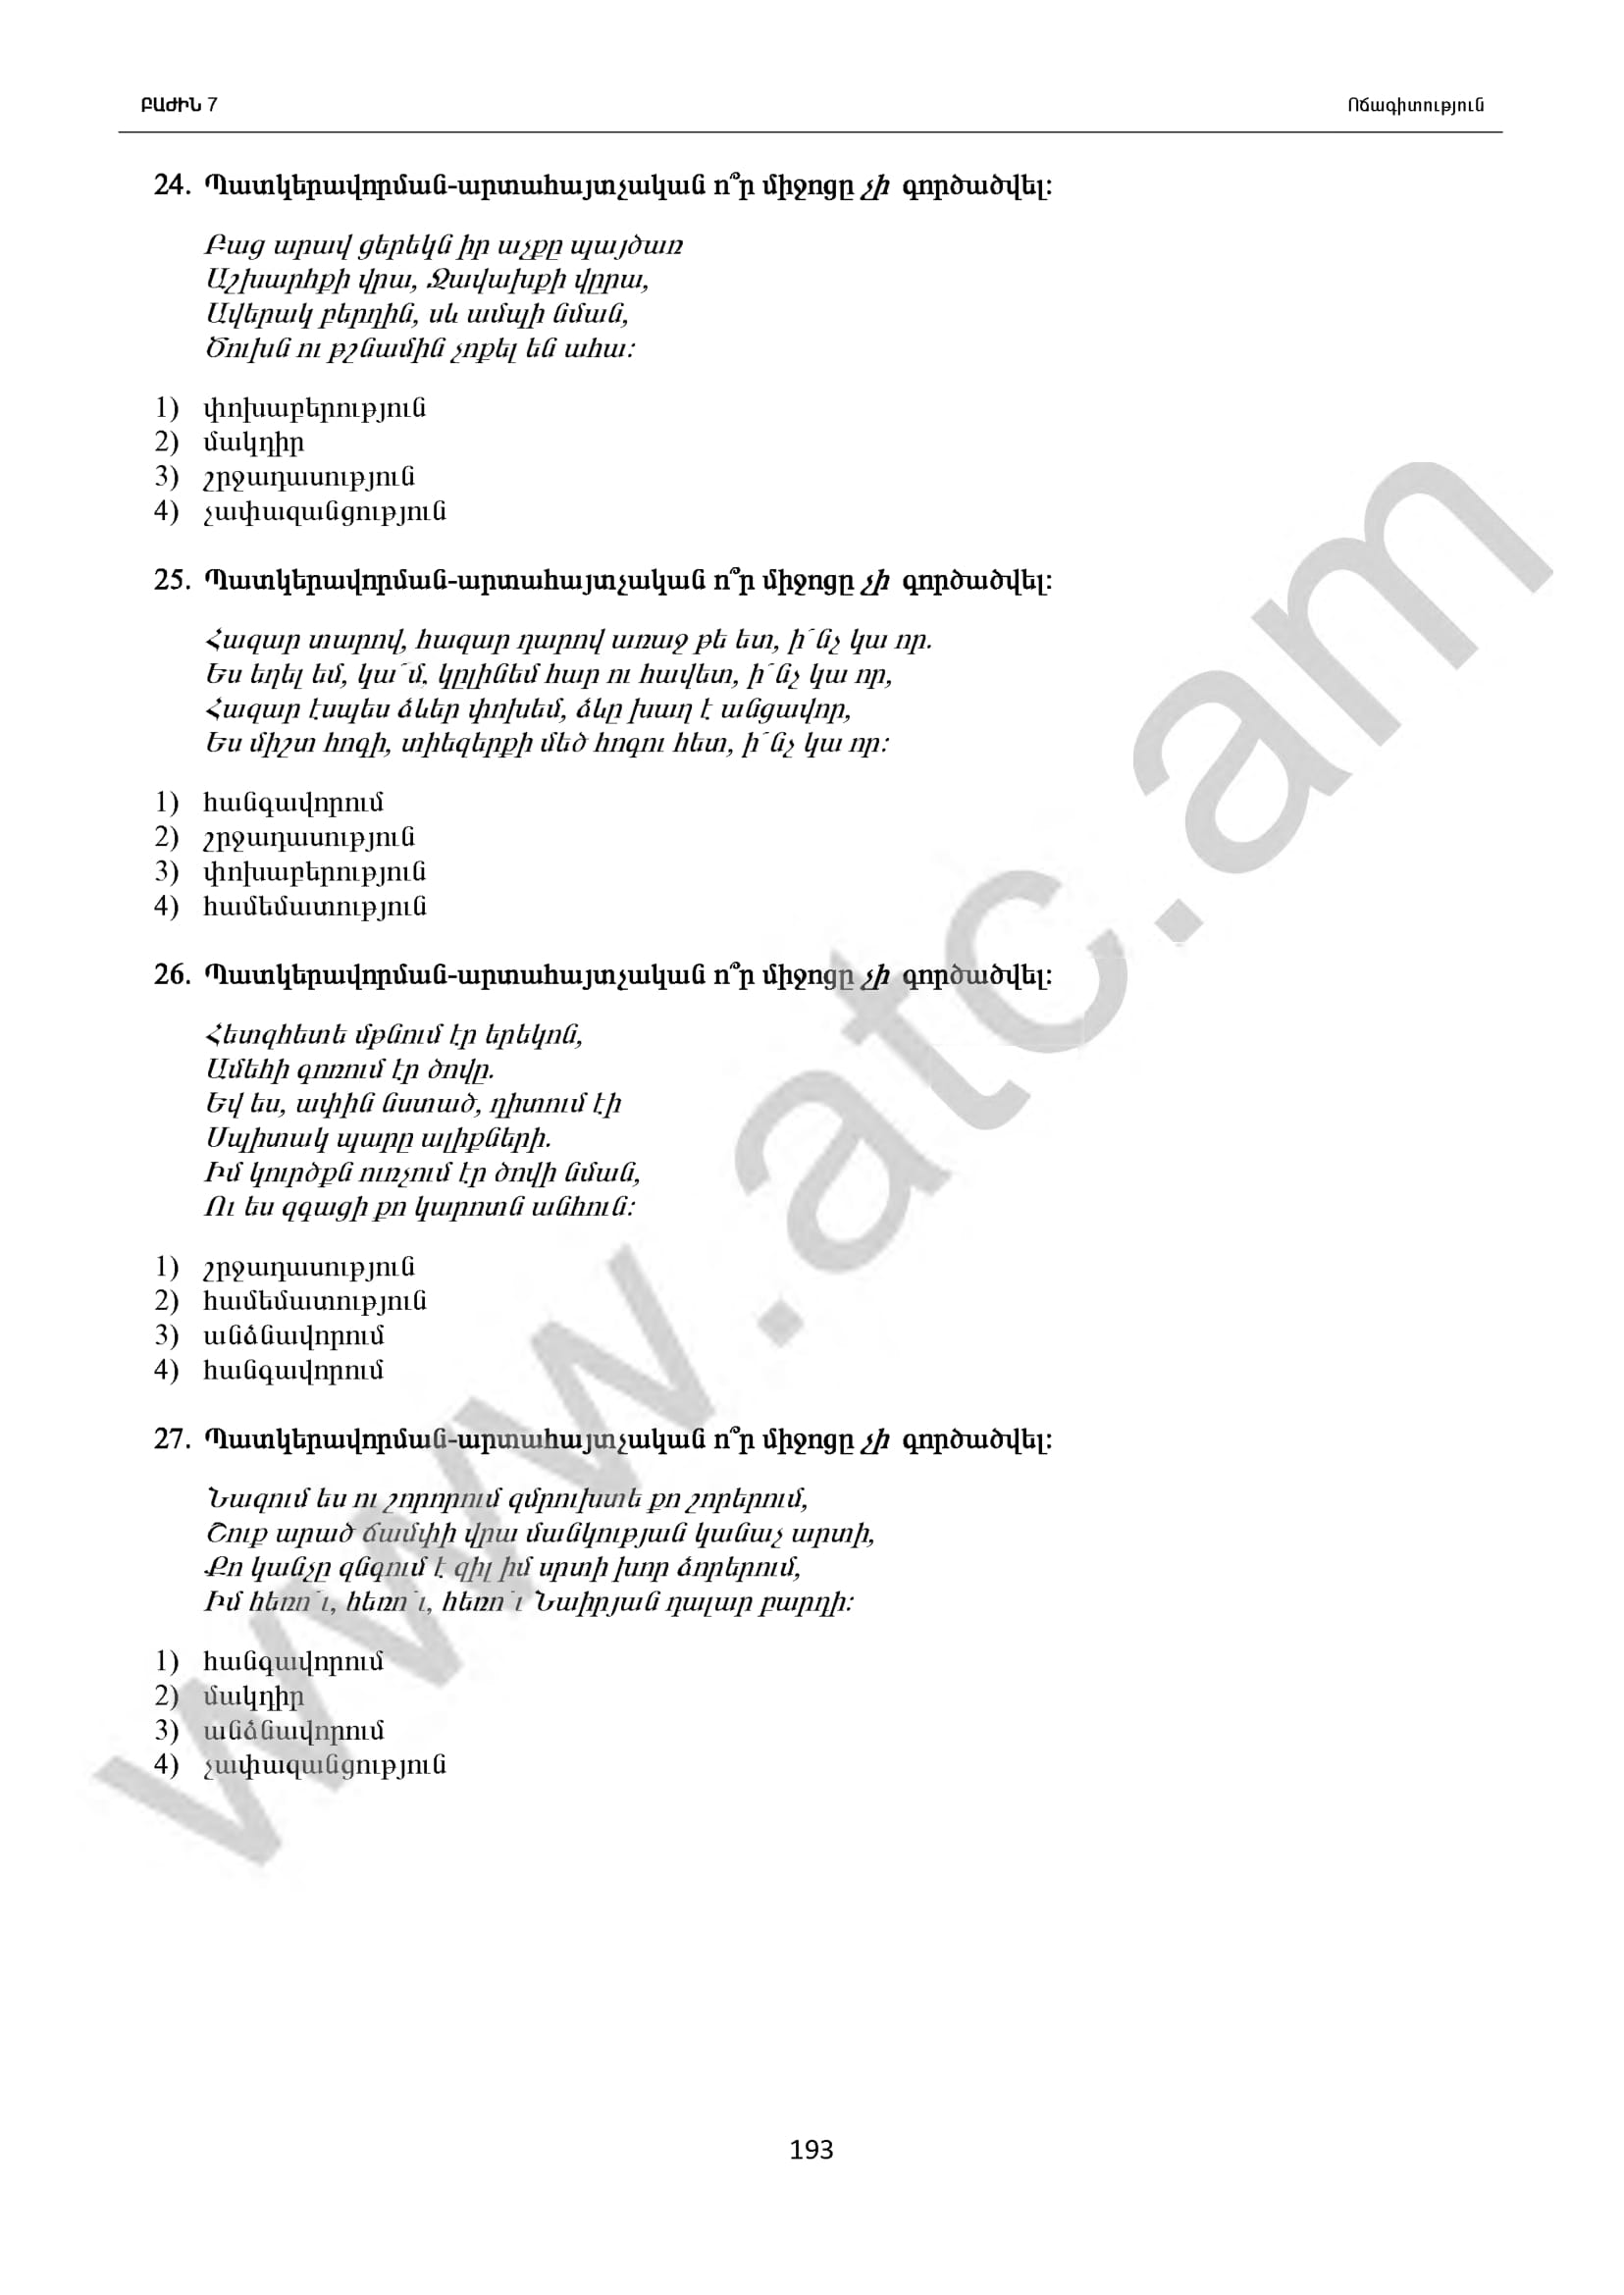 ԲԱԺԻՆ 7
Ոճագիտություն
24. Պատկերավորման-արտահայտչական ո՞ր միջոցը չի գործածվել:
Բաց արավ ցերեկն իր աչքը պայծառ
Աշխարհքի վրա, Ջավախքի վըրա,
Ավերակ բերդին, սև ամպի նման,
Ծուխն ու թշնամին չոքել են ահա:
1) փոխաբերություն
2) մակդիր
3) շրջադասություն
4) չափազանցություն
25. Պատկերավորման-արտահայտչական ո՞ր միջոցը չի գործածվել:
Հազար տարով, հազար դարով առաջ թե ետ, ի՜նչ կա որ.
Ես եղել եմ, կա՜մ, կըլինեմ հար ու հավետ, ի՜նչ կա որ,
Հազար էսպես ձևեր փոխեմ, ձևը խաղ է անցավոր,
Ես միշտ հոգի, տիեզերքի մեծ հոգու հետ, ի՜նչ կա որ:
1) հանգավորում
2) շրջադասություն
3) փոխաբերություն
4) համեմատություն
26. Պատկերավորման-արտահայտչական ո՞ր միջոցը չի գործածվել:
Հետզհետե մթնում էր երեկոն,
Ամեհի գոռում էր ծովը.
Եվ ես, ափին նստած, դիտում էի
Սպիտակ պարը ալիքների.
Իմ կուրծքն ուռչում էր ծովի նման,
Ու ես զգացի քո կարոտն անհուն:
1) շրջադասություն
2) համեմատություն
3) անձնավորում
4) հանգավորում
27. Պատկերավորման-արտահայտչական ո՞ր միջոցը չի գործածվել:
Նազում ես ու շորորում զմրուխտե քո շորերում,
Շուք արած ճամփի վրա մանկության կանաչ արտի,
Քո կանչը զնգում է զիլ իմ սրտի խոր ձորերում,
Իմ հեռո՜ւ, հեռո՜ւ, հեռո՜ւ Նաիրյան դալար բարդի:
1) հանգավորում
2) մակդիր
3) անձնավորում
4) չափազանցություն
www.atc.am
193